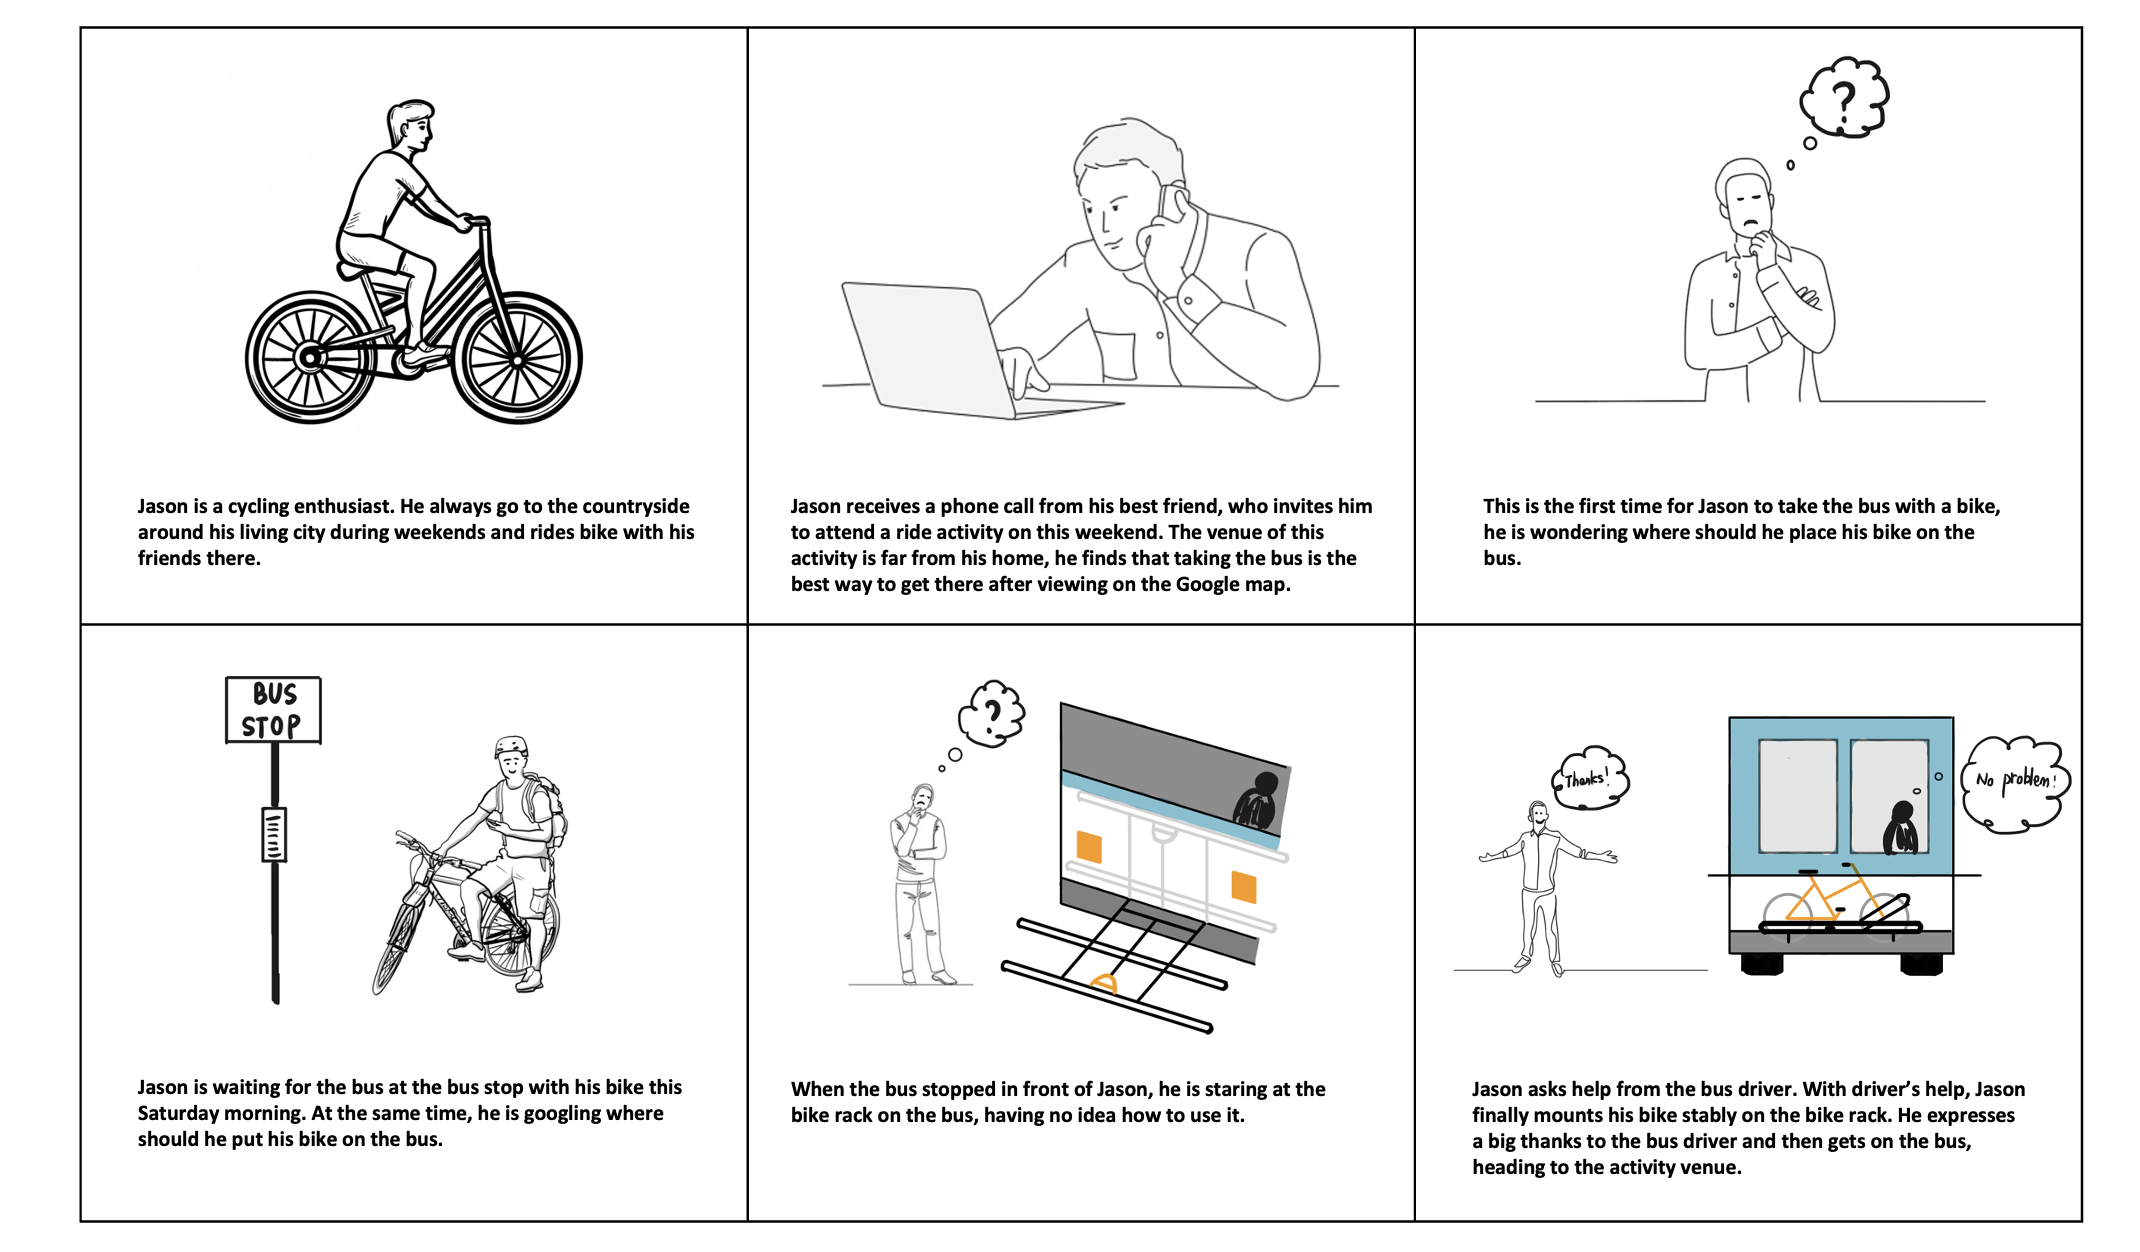 ?
Jason is a cycling enthusiast. He always go to the countryside
around his living city during weekends and rides bike with his
friends there.
Jason receives a phone call from his best friend, who invites him
to attend a ride activity on this weekend. The venue of this
activity is far from his home, he finds that taking the bus is the
best way to get there after viewing on the Google map.
This is the first time for Jason to take the bus with a bike,
he is wondering where should he place his bike on the
bus.
BUS
STOP
Jason is waiting for the bus at the bus stop with his bike this
Saturday morning. At the same time, he is googling where
should he put his bike on the bus.
?
When the bus stopped in front of Jason, he is staring at the
bike rack on the bus, having no idea how to use it.
Thanks!
No problem!
Jason asks help from the bus driver. With driver’s help, Jason
finally mounts his bike stably on the bike rack. He expresses
a big thanks to the bus driver and then gets on the bus,
heading to the activity venue.